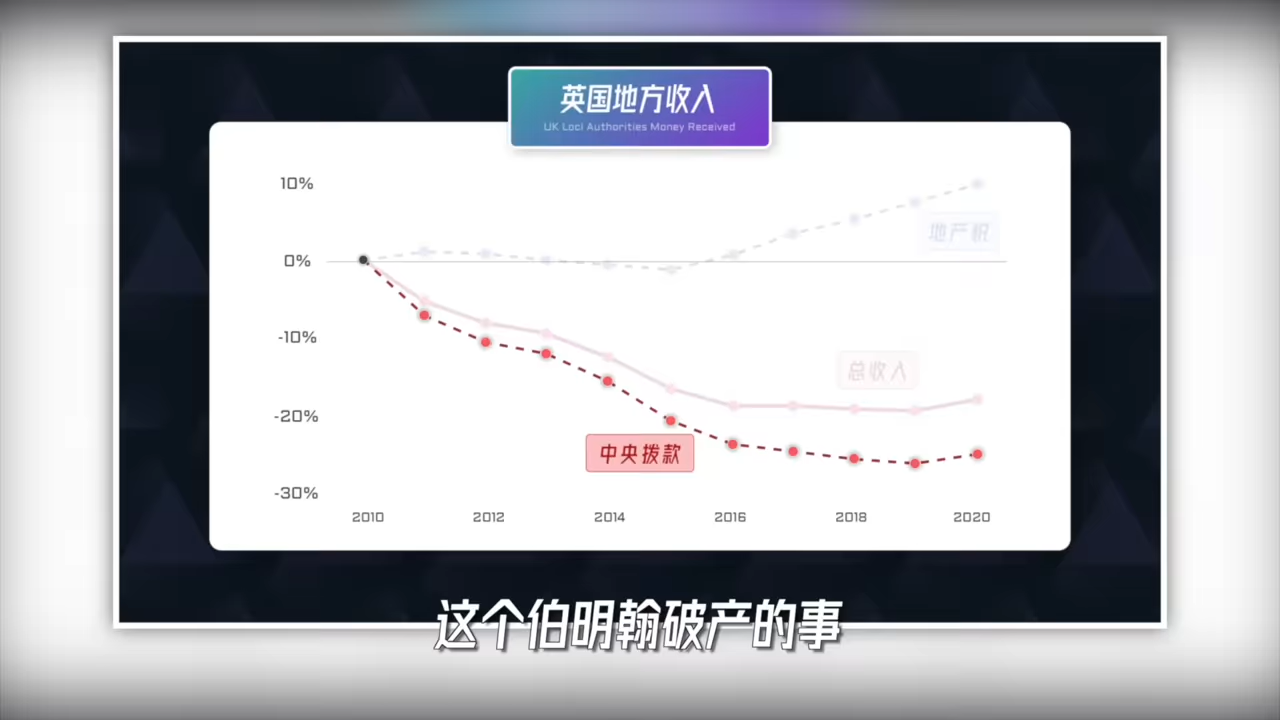 英国地方收入
UK Locl Authorities Money Received
10%
0%
-10%
-20%
-30%
地产税
总收入
中央拨款
2010 2012 2014 2016 2018 2020
这个伯明翰破产的事